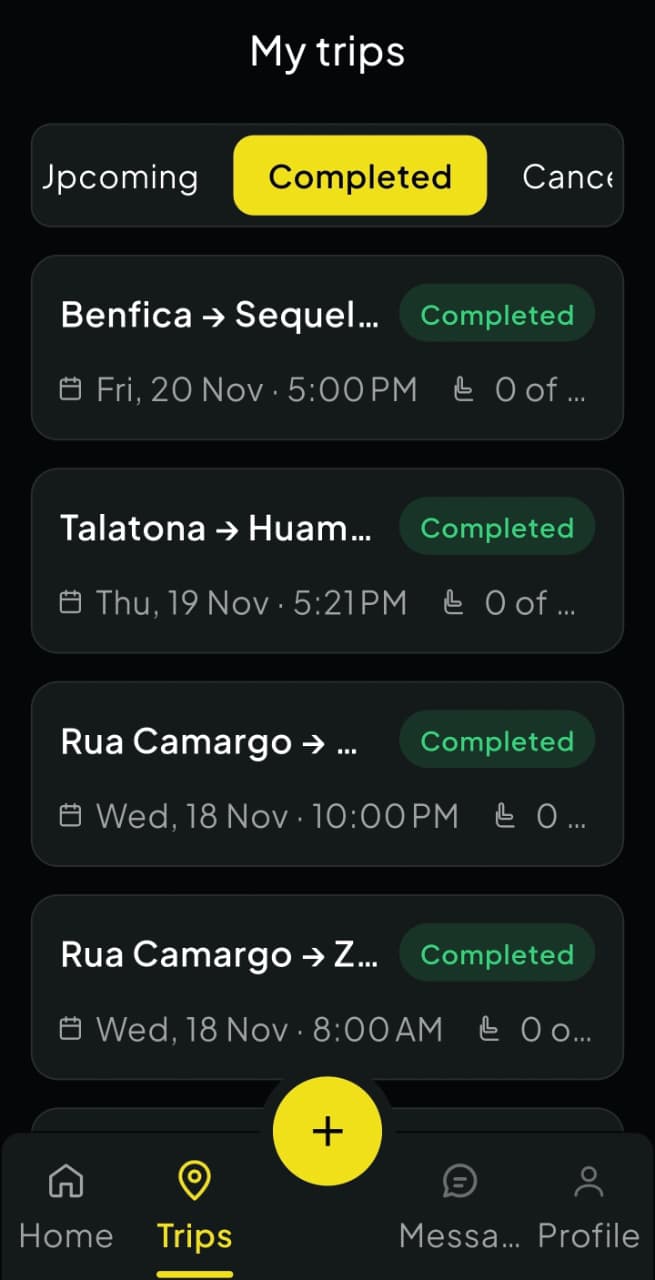 My trips
Upcoming Completed Cance
Benfica → Sequel... Completed
Fri, 20 Nov · 5:00 PM 0 of ...
Talatona → Huam... Completed
Thu, 19 Nov · 5:21 PM 0 of ...
Rua Camargo → ... Completed
Wed, 18 Nov · 10:00 PM 0 ...
Rua Camargo → Z... Completed
Wed, 18 Nov · 8:00 AM 0 o...
+
Home Trips Messa... Profile